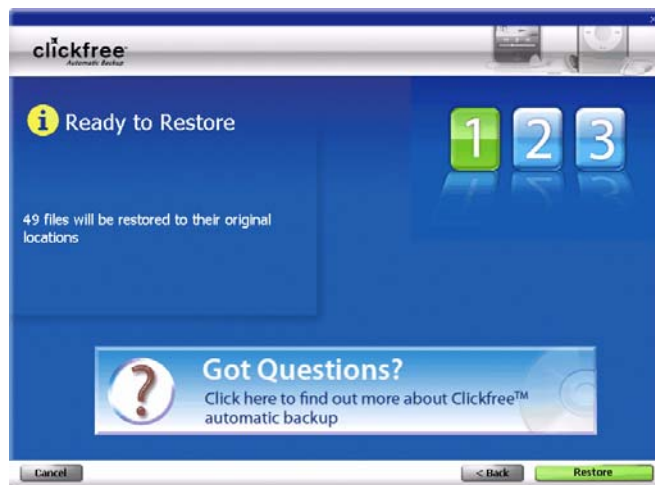 clickfree
Automatic Backup
i Ready to Restore
1 2 3
49 files will be restored to their original
locations
?
Got Questions?
Click here to find out more about Clickfree™
automatic backup
Cancel
< Back
Restore